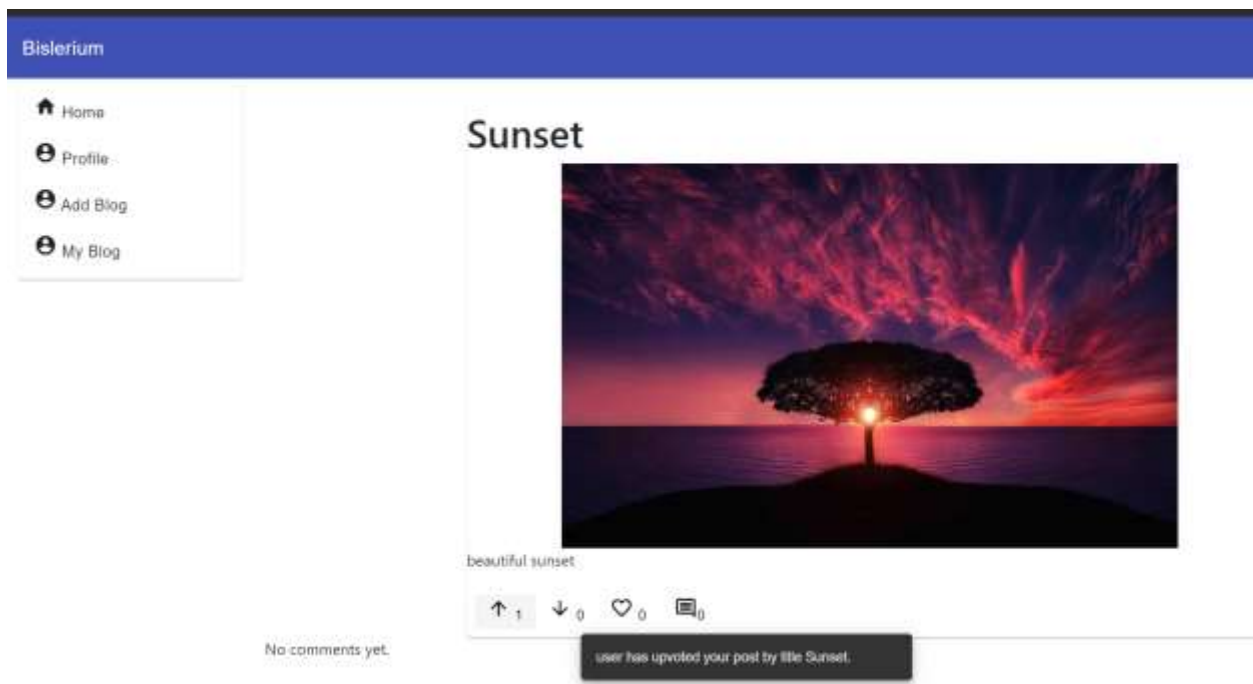 Bislerium
Home
Profile
Add Blog
My Blog
Sunset
beautiful sunset
1 0 0 0
No comments yet.
user has upvoted your post by title Sunset.